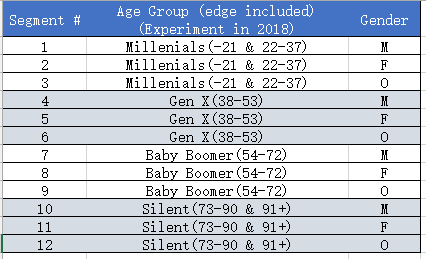 Segment # Age Group (edge included) (Experiment in 2018) Gender
1 Millenials(-21 & 22-37) M
2 Millenials(-21 & 22-37) F
3 Millenials(-21 & 22-37) O
4 Gen X(38-53) M
5 Gen X(38-53) F
6 Gen X(38-53) O
7 Baby Boomer(54-72) M
8 Baby Boomer(54-72) F
9 Baby Boomer(54-72) O
10 Silent(73-90 & 91+) M
11 Silent(73-90 & 91+) F
12 Silent(73-90 & 91+) O